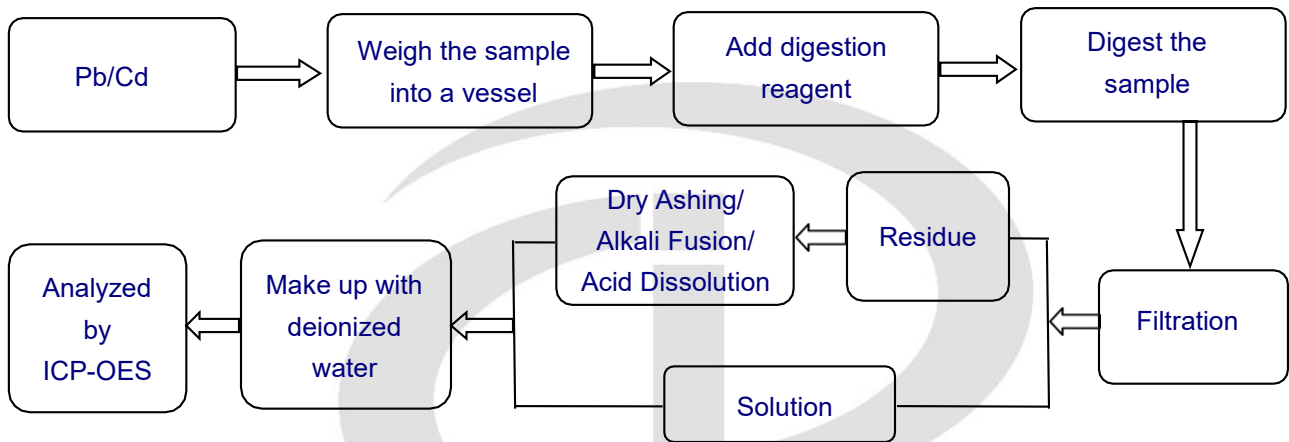 Pb/Cd
Weigh the sample
into a vessel
Add digestion
reagent
Digest the
sample
Filtration
Residue
Dry Ashing/
Alkali Fusion/
Acid Dissolution
Solution
Make up with
deionized
water
Analyzed
by
ICP-OES